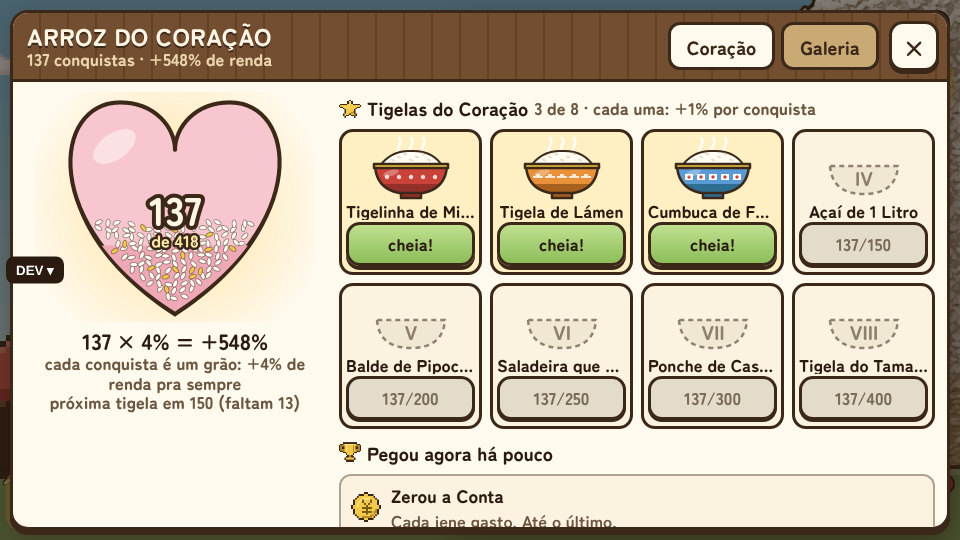 ARROZ DO CORAÇÃO
137 conquistas · +548% de renda
Coração
Galeria
×
137
de 418
DEV ▾
137 × 4% = +548%
cada conquista é um grão: +4% de
renda pra sempre
próxima tigela em 150 (faltam 13)
Tigelas do Coração 3 de 8 · cada uma: +1% por conquista
Tigelinha de Mi...
cheia!
Tigela de Lámen
cheia!
Cumbuca de F...
cheia!
IV
Açaí de 1 Litro
137/150
V
Balde de Pipoc...
137/200
VI
Saladeira que ...
137/250
VII
Ponche de Cas...
137/300
VIII
Tigela do Tama...
137/400
Pegou agora há pouco
¥
Zerou a Conta
Cada iene gasto. Até o último.